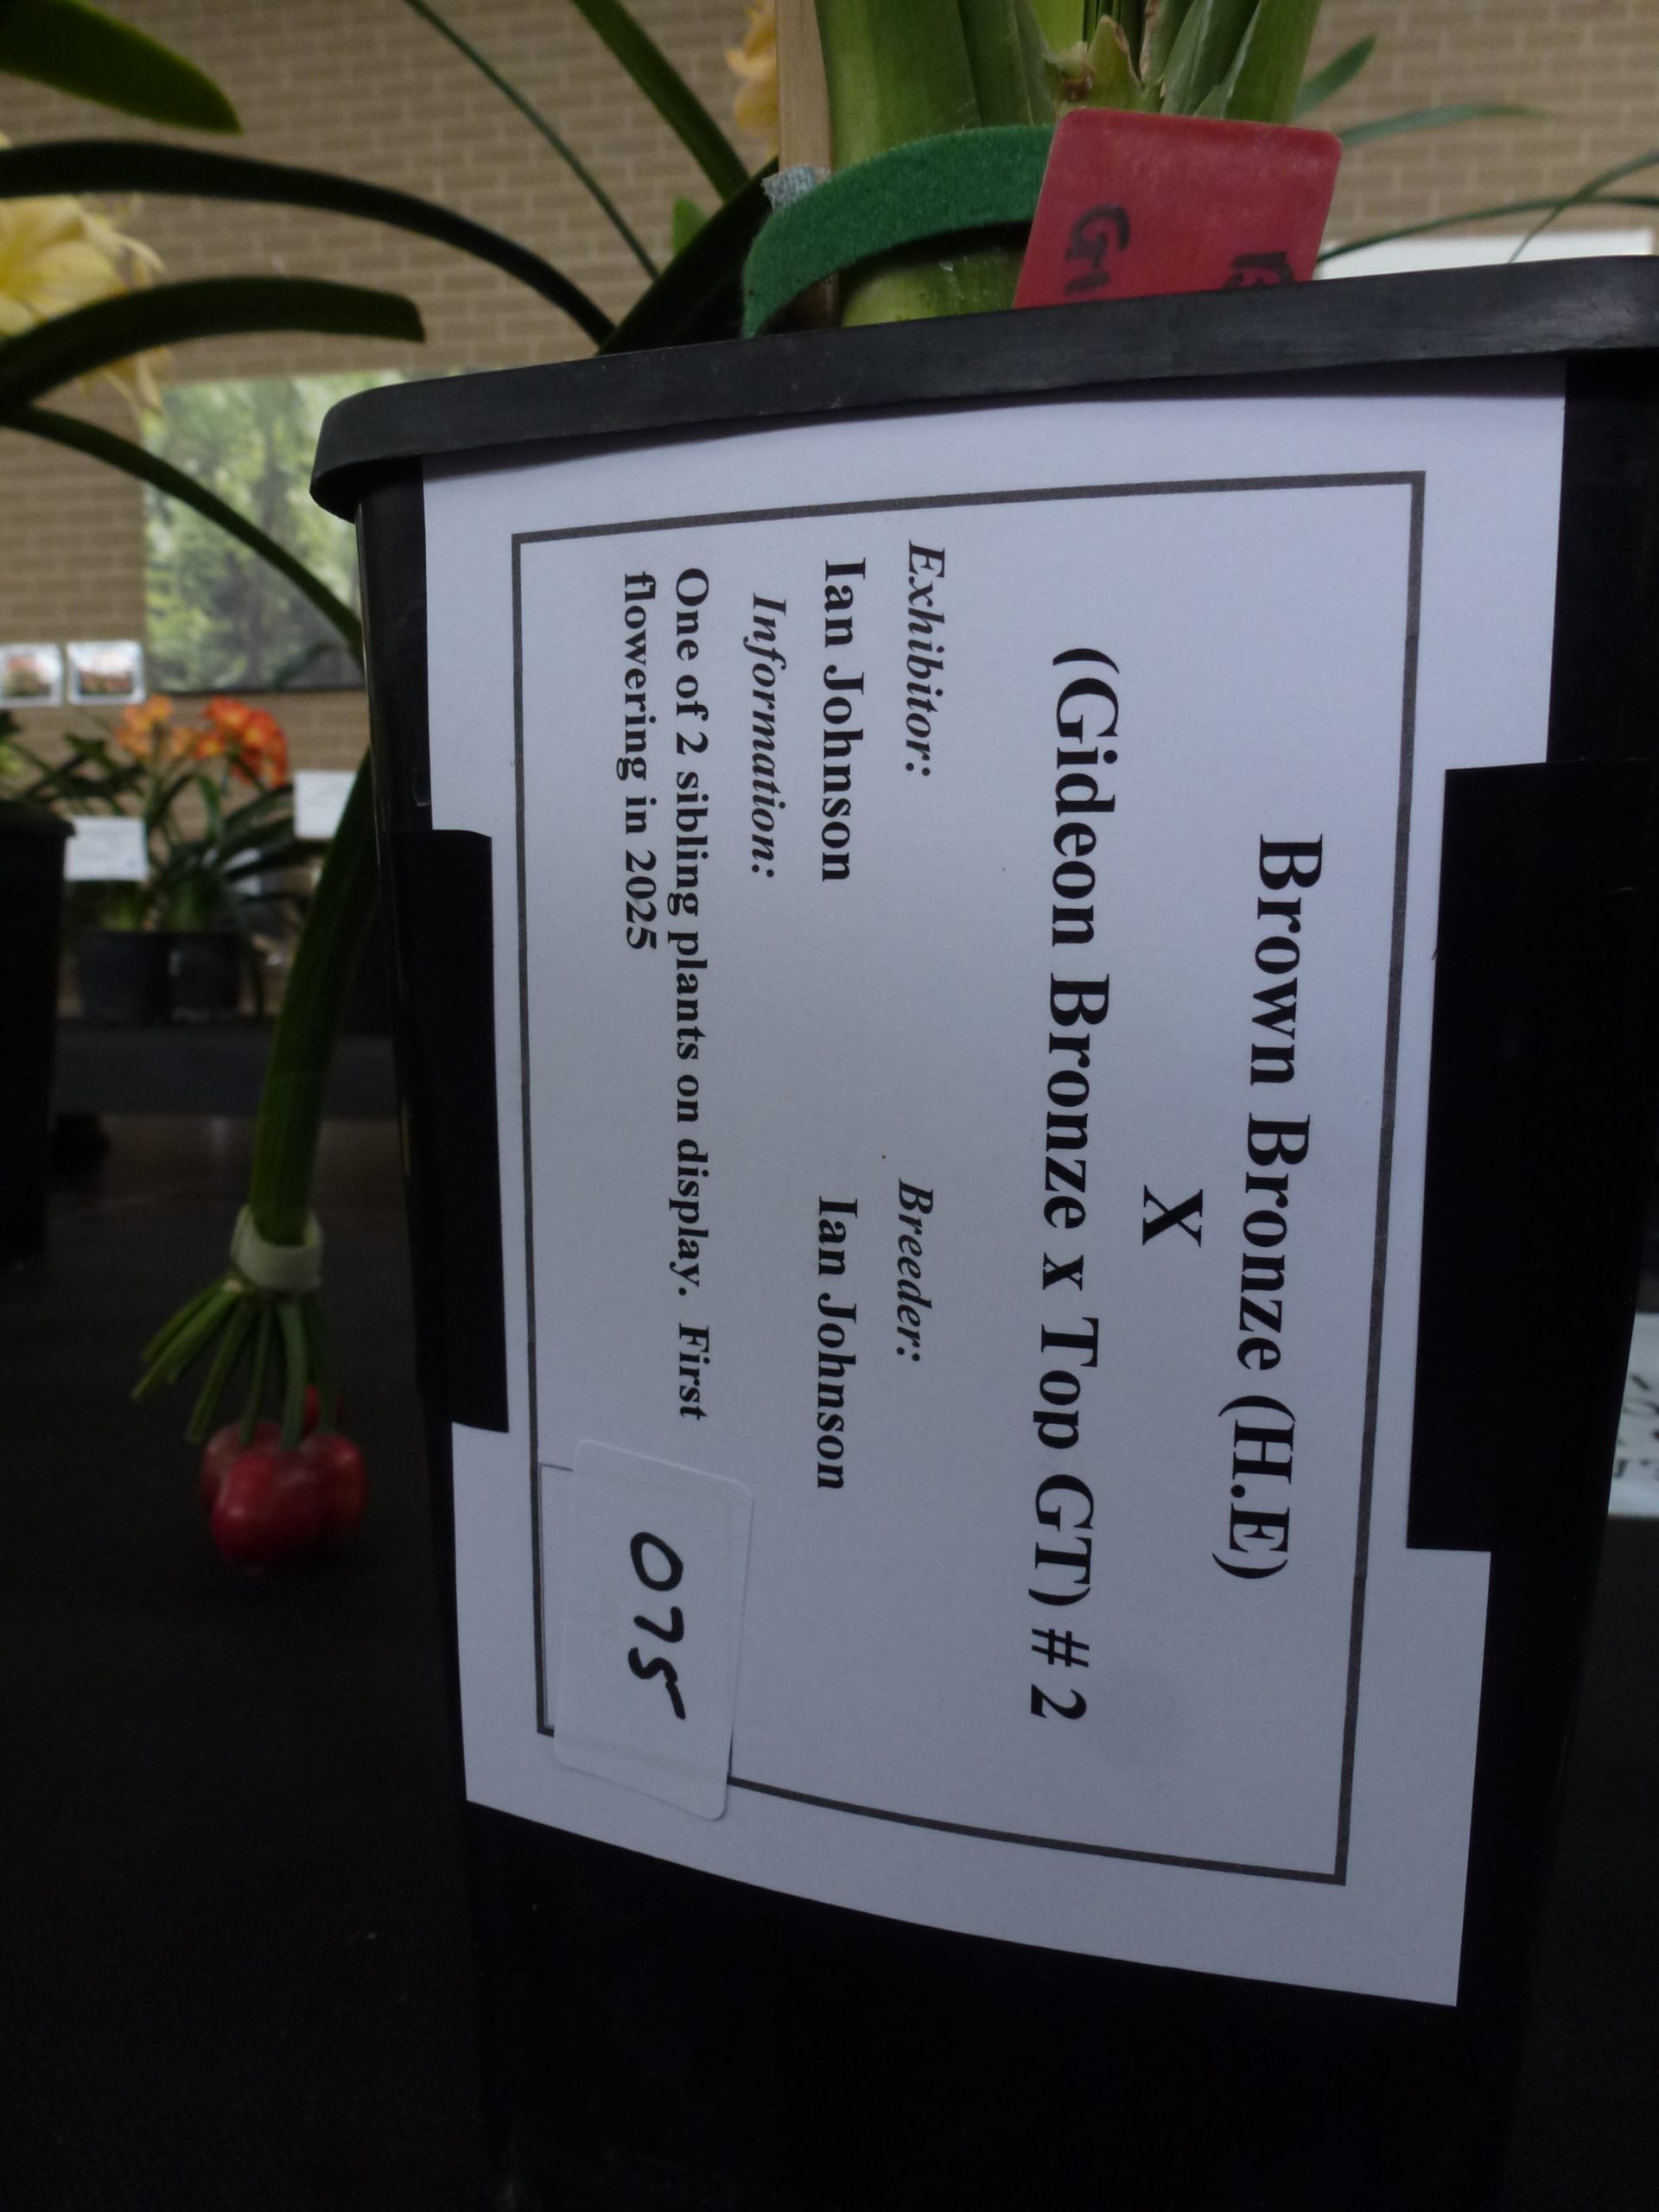 Brown Bronze (H.E)
X
(Gideon Bronze x Top GT) # 2
Exhibitor: Breeder:
Ian Johnson Ian Johnson
Information:
One of 2 sibling plants on display. First
flowering in 2025
075